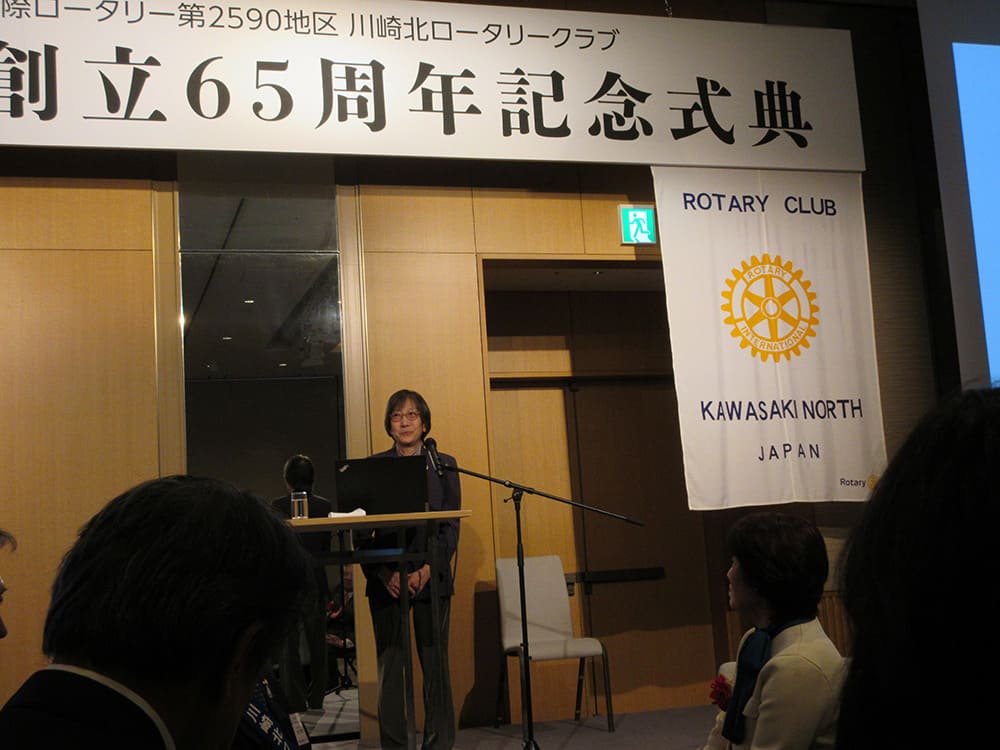 際ロータリー第2590地区 川崎北ロータリークラブ
創立65周年記念式典
ROTARY CLUB
ROTARY
INTERNATIONAL
KAWASAKI NORTH
JAPAN
Rotary